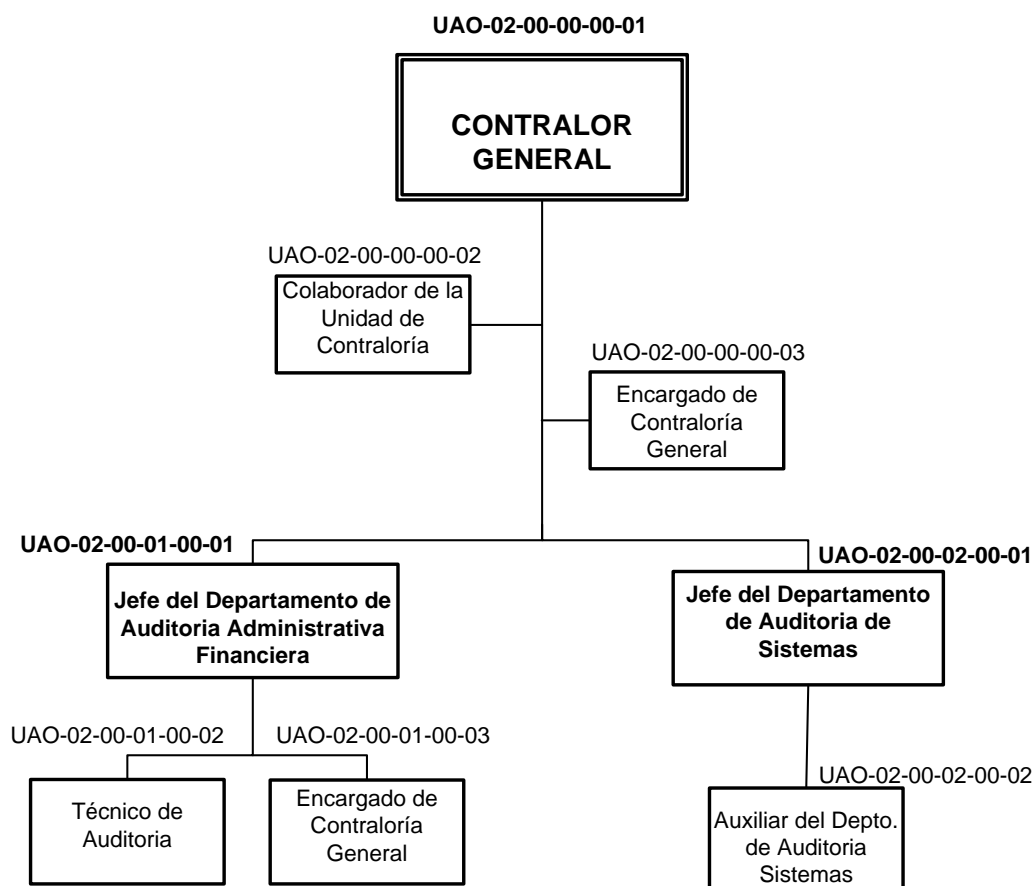 UAO-02-00-00-00-01
CONTRALOR
GENERAL
UAO-02-00-00-00-02
Colaborador de la
Unidad de
Contraloría
UAO-02-00-00-00-03
Encargado de
Contraloría
General
UAO-02-00-01-00-01
Jefe del Departamento de
Auditoria Administrativa
Financiera
UAO-02-00-02-00-01
Jefe del Departamento
de Auditoria de
Sistemas
UAO-02-00-01-00-02
Técnico de
Auditoria
UAO-02-00-01-00-03
Encargado de
Contraloría
General
UAO-02-00-02-00-02
Auxiliar del Depto.
de Auditoria
Sistemas